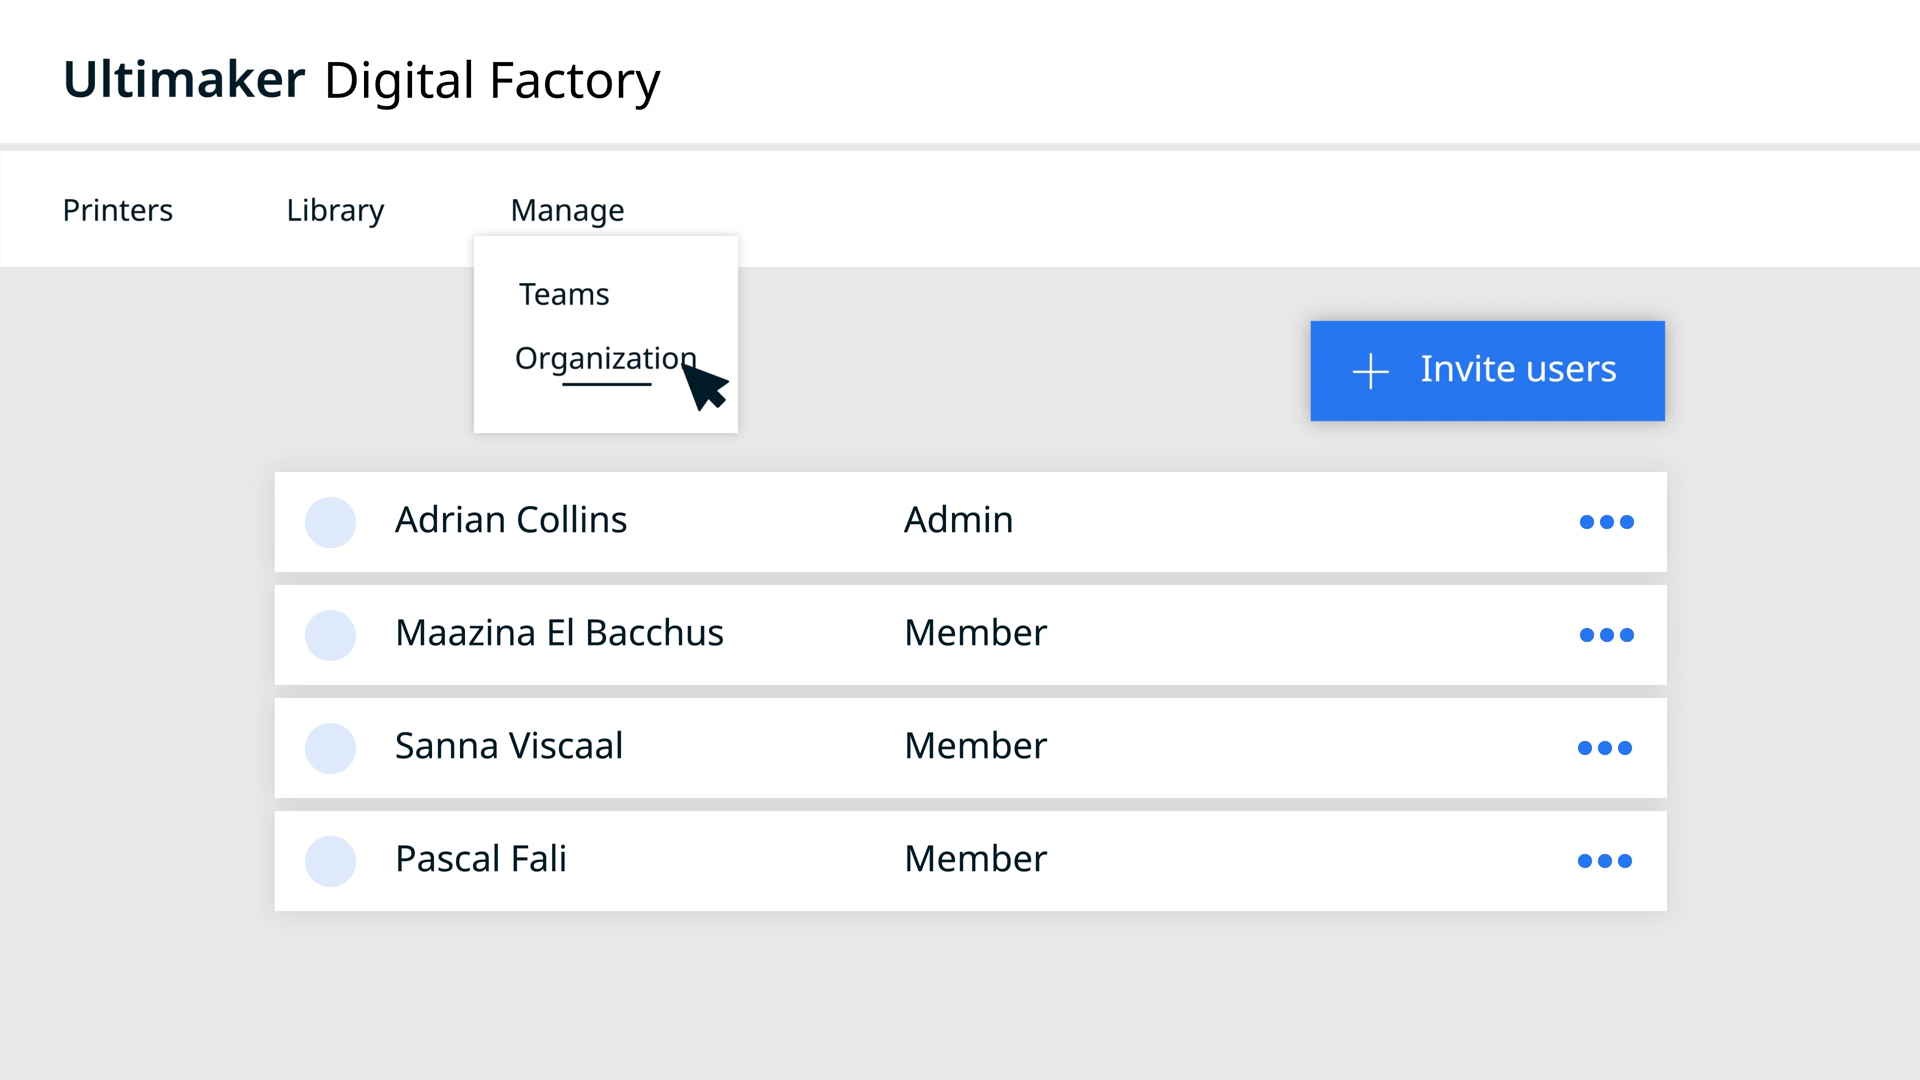 Ultimaker Digital Factory
Printers Library Manage
Teams
Organization
Invite users
Adrian Collins Admin
Maazina El Bacchus Member
Sanna Viscaal Member
Pascal Fali Member